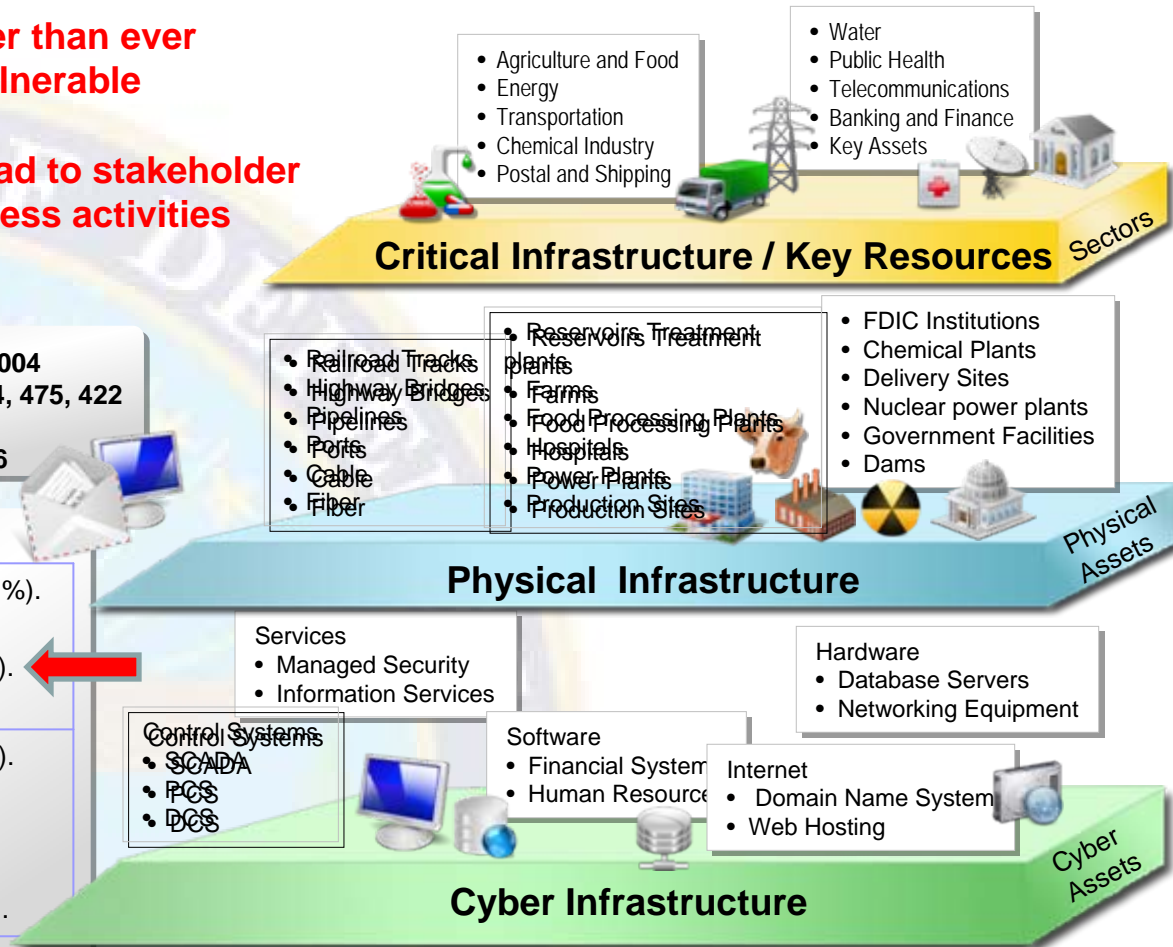 er than ever
lnerable
ad to stakeholder
ess activities
• Agriculture and Food
• Energy
• Transportation
• Chemical Industry
• Postal and Shipping
• Water
• Public Health
• Telecommunications
• Banking and Finance
• Key Assets
Critical Infrastructure / Key Resources
Sectors
004
, 475, 422
6
• Railroad Tracks
• Highway Bridges
• Pipelines
• Ports
• Cable
• Fiber
• Reservoirs Treatment
plants
• Farms
• Food Processing Plants
• Hospitals
• Power Plants
• Production Sites
• FDIC Institutions
• Chemical Plants
• Delivery Sites
• Nuclear power plants
• Government Facilities
• Dams
Physical Infrastructure
Physical
Assets
%).
).
).
.
Services
• Managed Security
• Information Services
Hardware
• Database Servers
• Networking Equipment
Control Systems
• SCADA
• PCS
• DCS
Software
• Financial System
• Human Resource
Internet
• Domain Name System
• Web Hosting
Cyber Infrastructure
Cyber
Assets